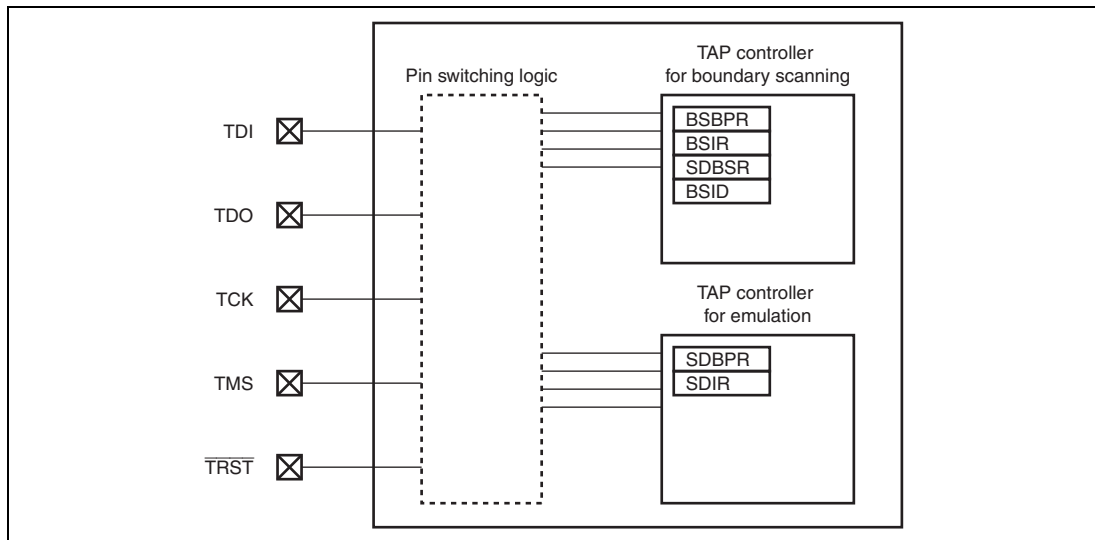 TAP controller
for boundary scanning
Pin switching logic
BSBPR
BSIR
SDBSR
BSID
TDI
TDO
TCK
TMS
TRST
TAP controller
for emulation
SDBPR
SDIR